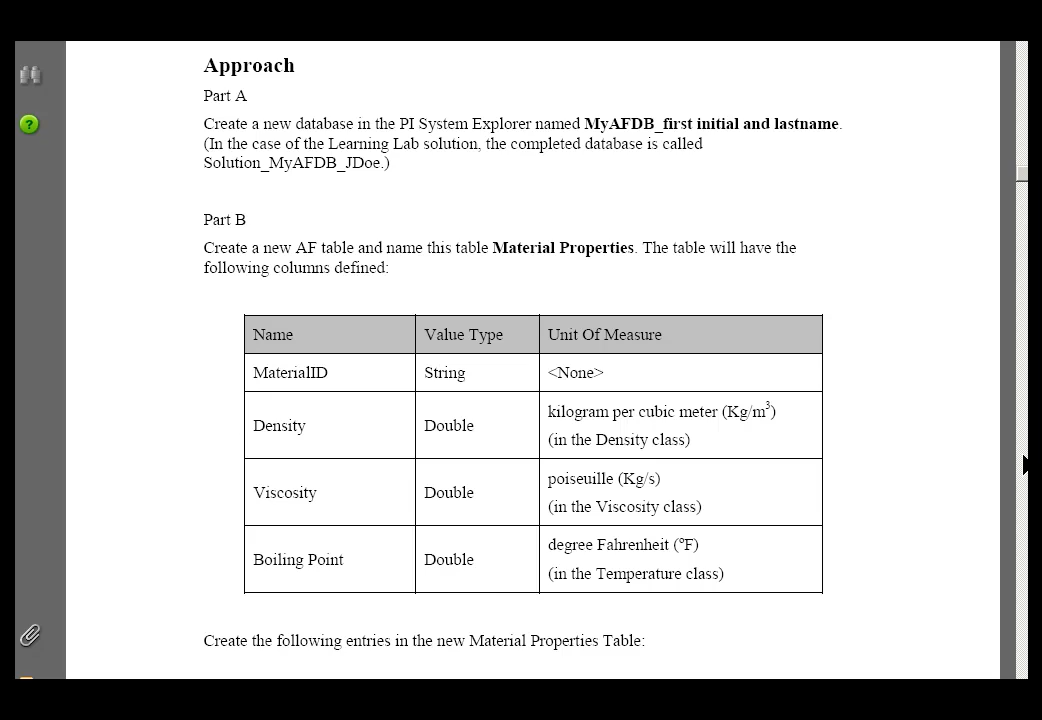 Approach
Part A
Create a new database in the PI System Explorer named MyAFDB_first initial and lastname.
(In the case of the Learning Lab solution, the completed database is called
Solution_MyAFDB_JDoe.)
Part B
Create a new AF table and name this table Material Properties. The table will have the
following columns defined:
Name Value Type Unit Of Measure
MaterialID String <None>
Density Double kilogram per cubic meter (Kg/m³)
(in the Density class)
Viscosity Double poiseuille (Kg/s)
(in the Viscosity class)
Boiling Point Double degree Fahrenheit (°F)
(in the Temperature class)
Create the following entries in the new Material Properties Table: